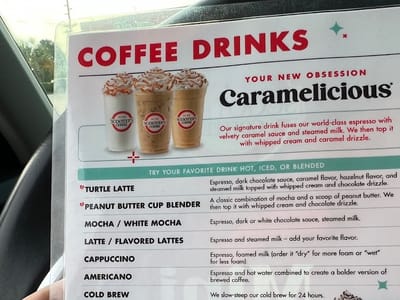 COFFEE DRINKS
YOUR NEW OBSESSION
Caramelicious
Our signature drink fuses our world-class espresso with
velvety caramel sauce and steamed milk. We then top it
with whipped cream and caramel drizzle.
TRY YOUR FAVORITE DRINK HOT, ICED, OR BLENDED
TURTLE LATTE
Espresso, dark chocolate sauce, caramel flavor, hazelnut flavor, and
steamed milk topped with whipped cream and chocolate drizzle.
PEANUT BUTTER CUP BLENDER
A classic combination of mocha and a scoop of peanut butter. We
then top it with whipped cream and chocolate drizzle.
MOCHA / WHITE MOCHA
Espresso, dark or white chocolate sauce, steamed milk.
LATTE / FLAVORED LATTES
Espresso and steamed milk – add your favorite flavor.
CAPPUCCINO
Espresso, foamed milk (order it "dry" for more foam or "wet"
for less foam).
AMERICANO
Espresso and hot water combined to create a bolder version of
brewed coffee.
COLD BREW
We slow-steep our cold brew for 24 hours.